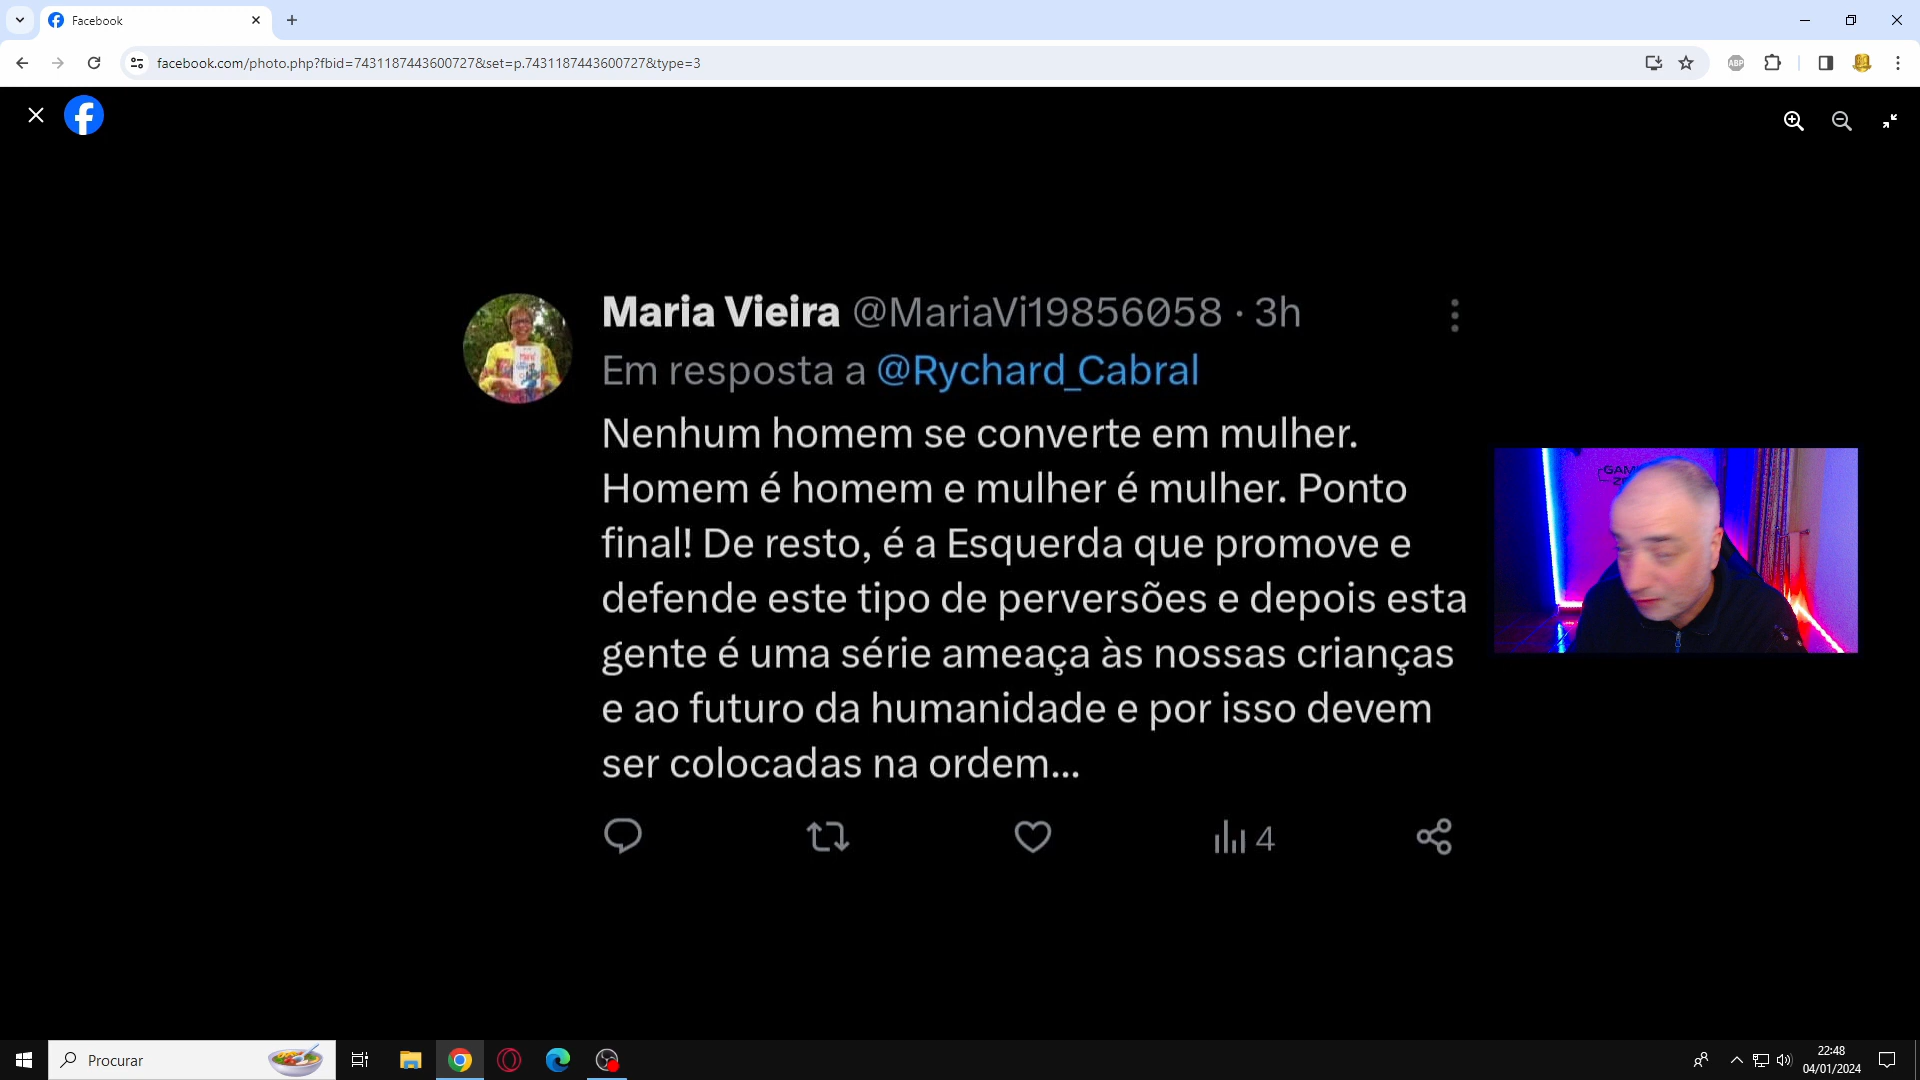 Facebook
facebook.com/photo.php?fbid=7431187443600727&set=p.7431187443600727&type=3
ABP
Maria Vieira @MariaVi19856058 · 3h
Em resposta a @Rychard_Cabral
Nenhum homem se converte em mulher.
Homem é homem e mulher é mulher. Ponto
final! De resto, é a Esquerda que promove e
defende este tipo de perversões e depois esta
gente é uma série ameaça às nossas crianças
e ao futuro da humanidade e por isso devem
ser colocadas na ordem...
4
Procurar
22:48
04/01/2024